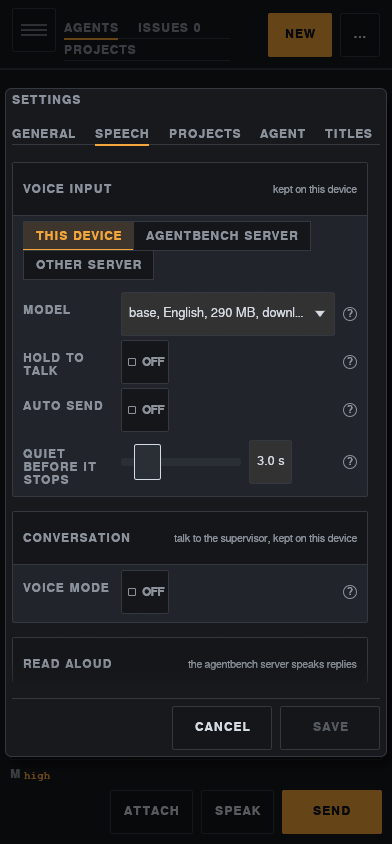 AGENTS ISSUES 0
PROJECTS
NEW
...
SETTINGS
GENERAL SPEECH PROJECTS AGENT TITLES
VOICE INPUT kept on this device
THIS DEVICE AGENTBENCH SERVER
OTHER SERVER
MODEL base, English, 290 MB, downl... ?
HOLD TO TALK OFF ?
AUTO SEND OFF ?
QUIET BEFORE IT STOPS 3.0 s ?
CONVERSATION talk to the supervisor, kept on this device
VOICE MODE OFF ?
READ ALOUD the agentbench server speaks replies
CANCEL SAVE
M high
ATTACH SPEAK SEND